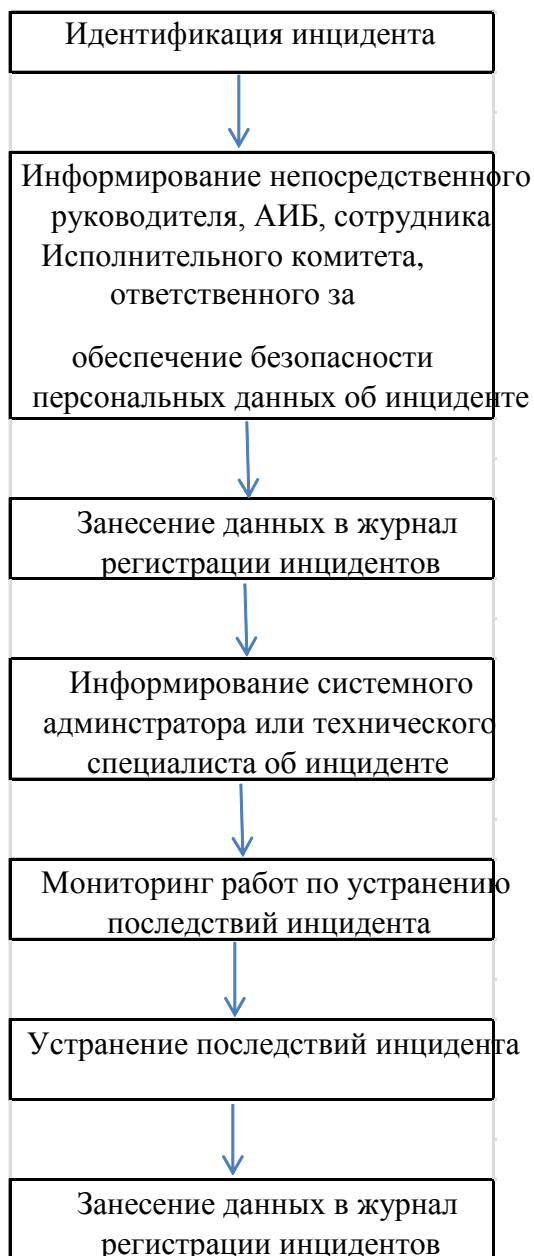 Идентификация инцидента
Информирование непосредственного
руководителя, АИБ, сотрудника
Исполнительного комитета,
ответственного за
обеспечение безопасности
персональных данных об инциденте
Занесение данных в журнал
регистрации инцидентов
Информирование системного
админстратора или технического
специалиста об инциденте
Мониторинг работ по устранению
последствий инцидента
Устранение последствий инцидента
Занесение данных в журнал
регистрации инцидентов